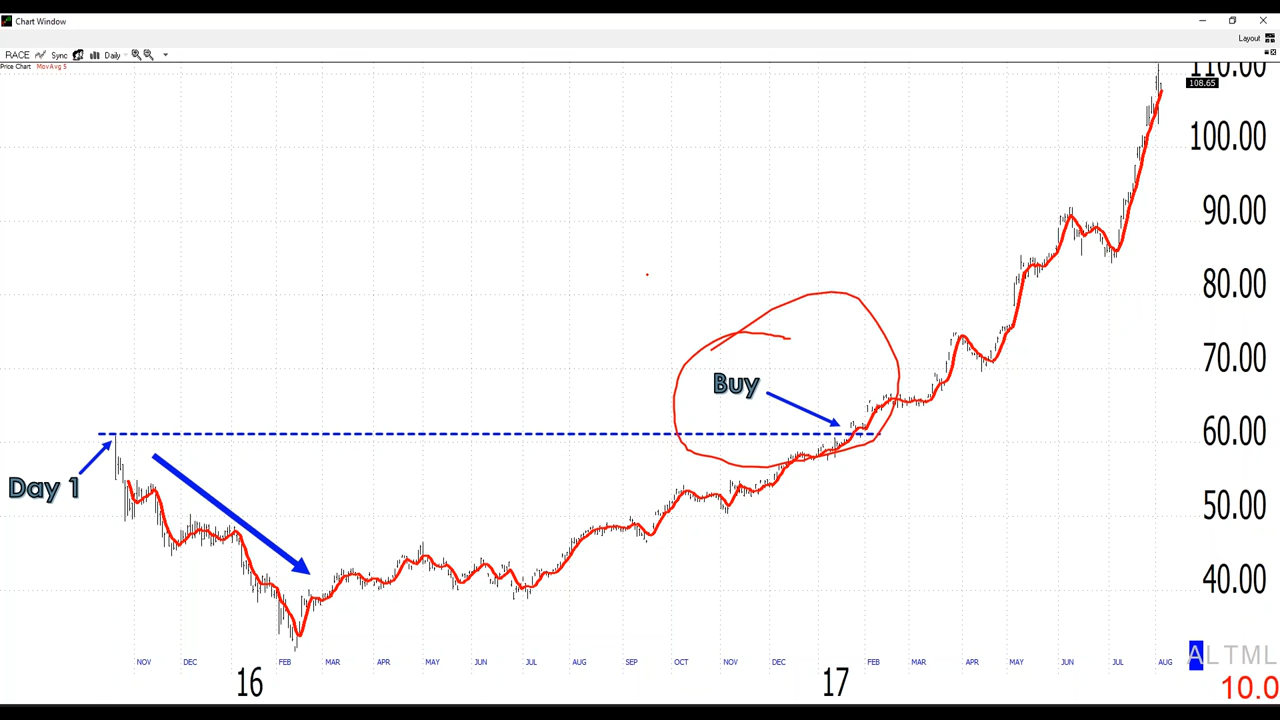 Chart Window
Layout
RACE Sync Daily
Price Chart MovAvg 5
110.00
108.65
100.00
90.00
80.00
70.00
Buy
60.00
Day 1
50.00
40.00
NOV DEC FEB MAR APR MAY JUN JUL AUG SEP OCT NOV DEC FEB MAR APR MAY JUN JUL AUG
16 17
ALTML
10.0